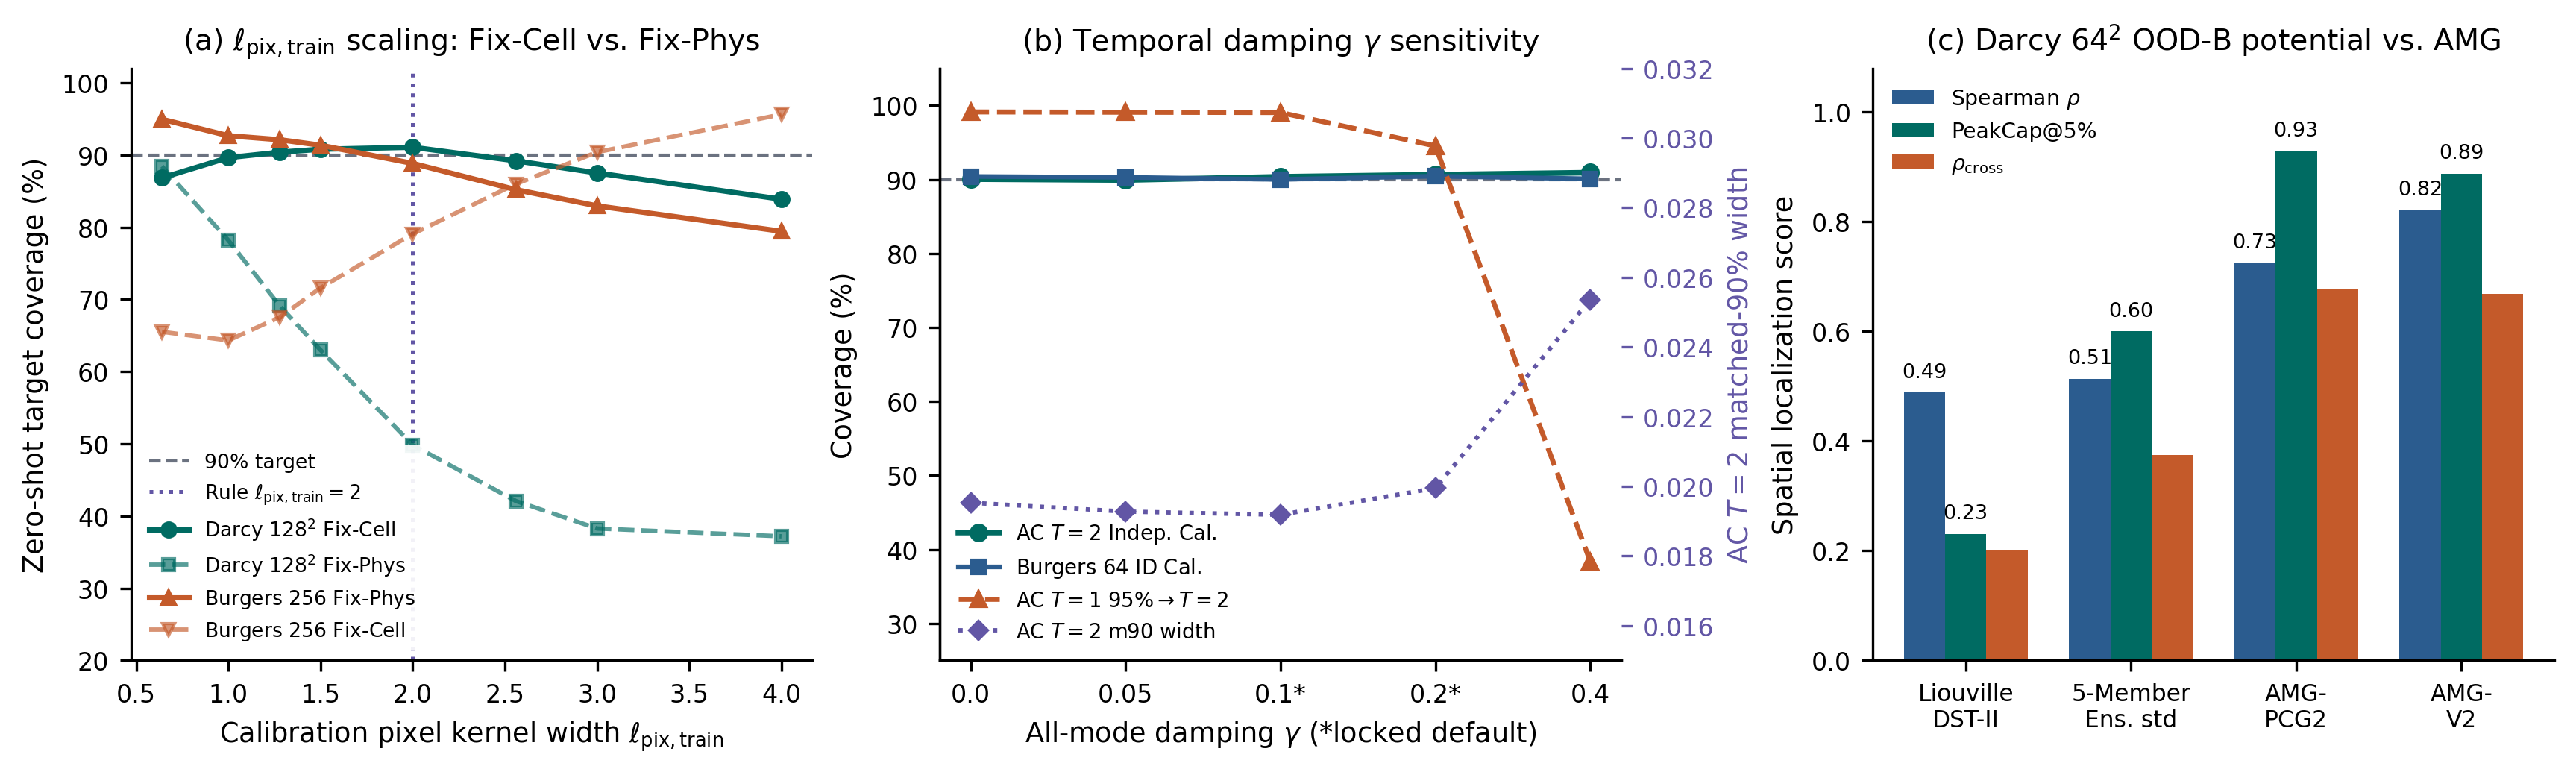 (a) ℓpix, train scaling: Fix-Cell vs. Fix-Phys
Zero-shot target coverage (%)
100
90
80
70
60
50
40
30
20
90% target
Rule ℓpix, train = 2
Darcy 128² Fix-Cell
Darcy 128² Fix-Phys
Burgers 256 Fix-Phys
Burgers 256 Fix-Cell
0.5 1.0 1.5 2.0 2.5 3.0 3.5 4.0
Calibration pixel kernel width ℓpix, train
(b) Temporal damping γ sensitivity
Coverage (%)
100
90
80
70
60
50
40
30
AC T = 2 Indep. Cal.
Burgers 64 ID Cal.
AC T = 1 95% → T = 2
AC T = 2 m90 width
0.0 0.05 0.1* 0.2* 0.4
All-mode damping γ (*locked default)
0.032
0.030
0.028
0.026
0.024
0.022
0.020
0.018
0.016
AC T = 2 matched-90% width
(c) Darcy 64² OOD-B potential vs. AMG
Spatial localization score
1.0
0.8
0.6
0.4
0.2
0.0
Spearman ρ
PeakCap@5%
ρcross
0.49
0.23
0.51
0.60
0.73
0.93
0.82
0.89
Liouville
DST-II
5-Member
Ens. std
AMG-
PCG2
AMG-
V2